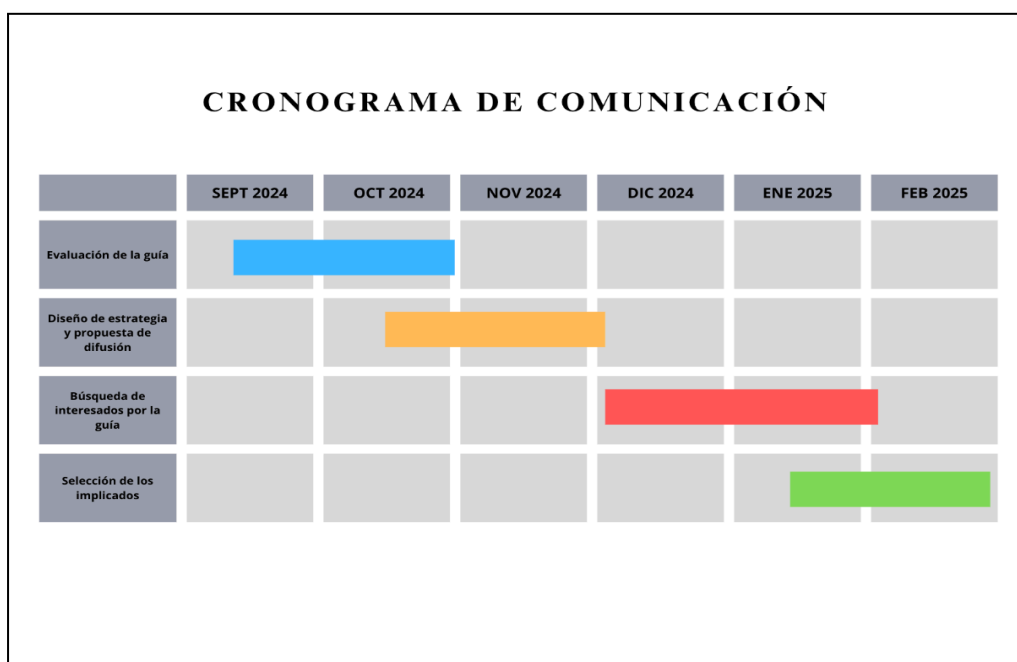 CRONOGRAMA DE COMUNICACIÓN
SEPT 2024 OCT 2024 NOV 2024 DIC 2024 ENE 2025 FEB 2025
Evaluación de la guía
Diseño de estrategia
y propuesta de
difusión
Búsqueda de
interesados por la
guía
Selección de los
implicados